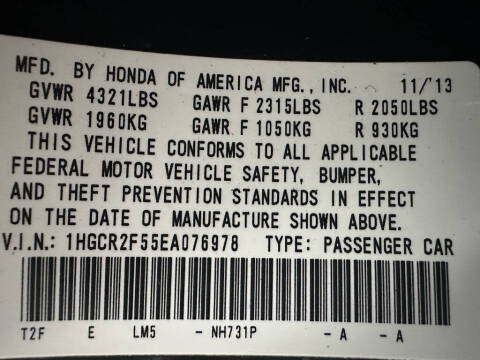 MFD. BY HONDA OF AMERICA MFG., INC. 11/'13
GVWR 4321LBS GAWR F 2315LBS R 2050LBS
GVWR 1960KG GAWR F 1050KG R 930KG
THIS VEHICLE CONFORMS TO ALL APPLICABLE
FEDERAL MOTOR VEHICLE SAFETY, BUMPER,
AND THEFT PREVENTION STANDARDS IN EFFECT
ON THE DATE OF MANUFACTURE SHOWN ABOVE.
V.I.N.: 1HGCR2F55EA076978 TYPE: PASSENGER CAR
T2F E LM5 - NH731P - A - A